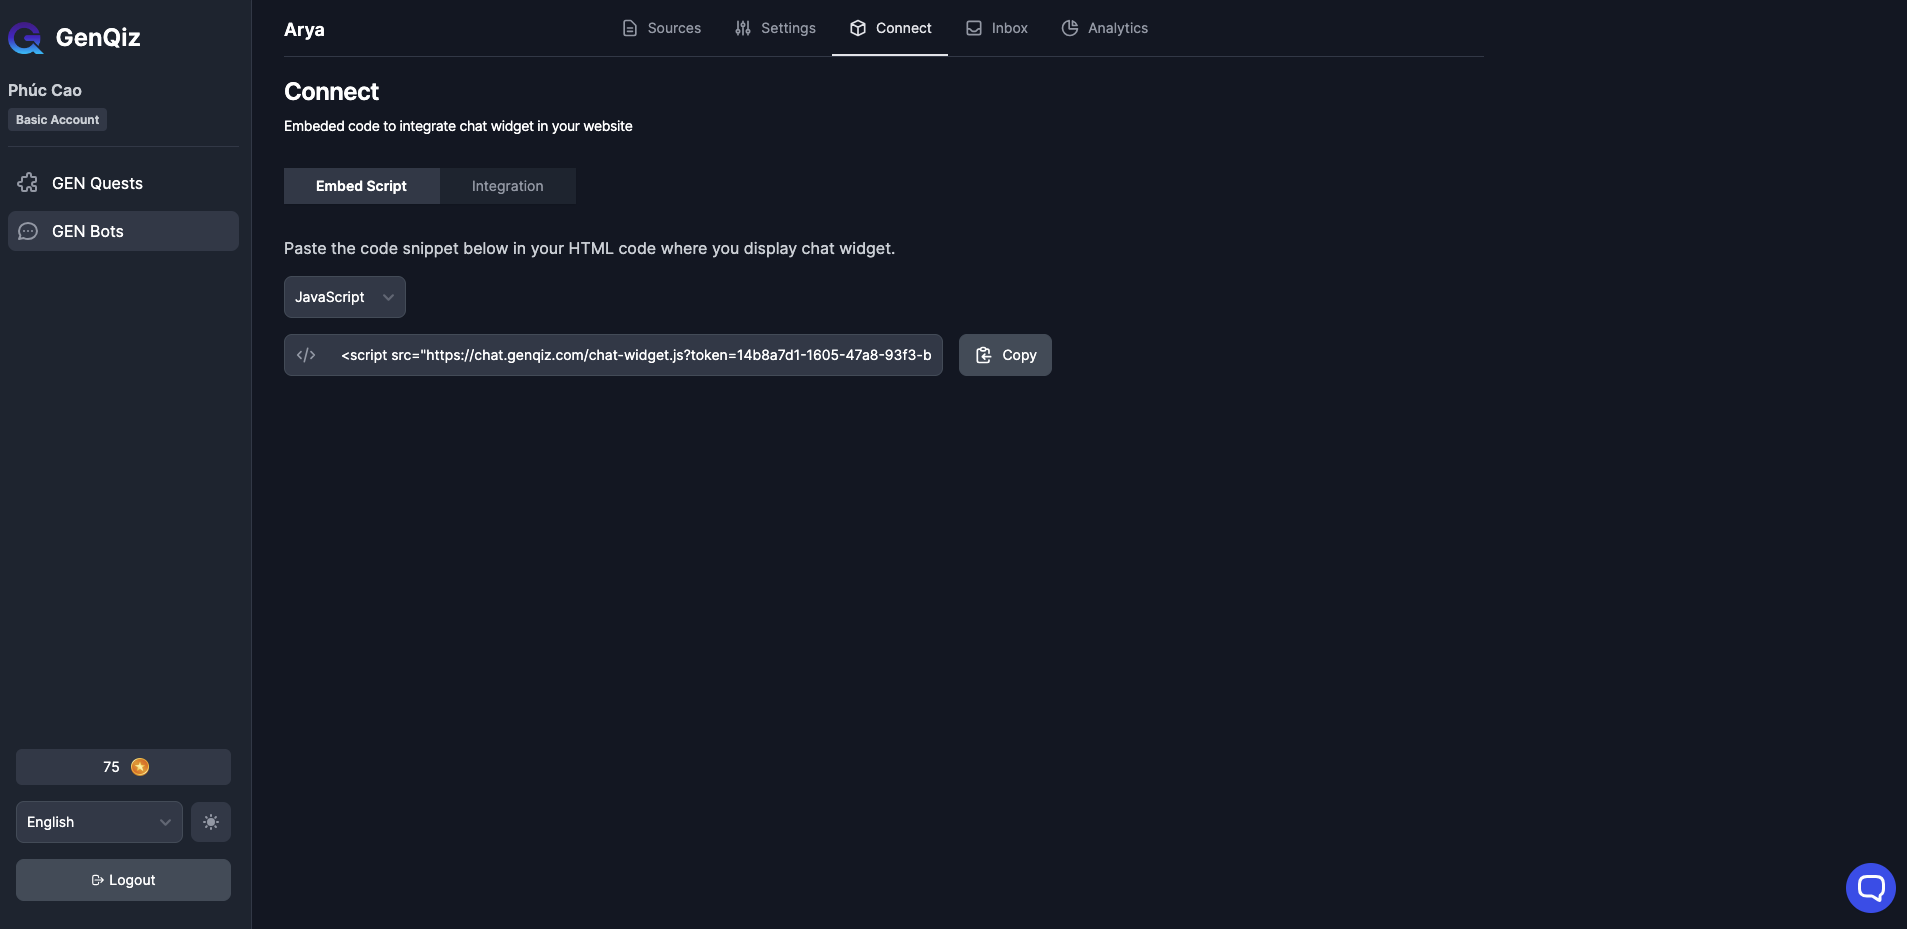 GenQiz
Phúc Cao
Basic Account
GEN Quests
GEN Bots
75
English
Logout
Arya
Sources
Settings
Connect
Inbox
Analytics
Connect
Embeded code to integrate chat widget in your website
Embed Script
Integration
Paste the code snippet below in your HTML code where you display chat widget.
JavaScript
<script src="https://chat.genqiz.com/chat-widget.js?token=14b8a7d1-1605-47a8-93f3-b
Copy